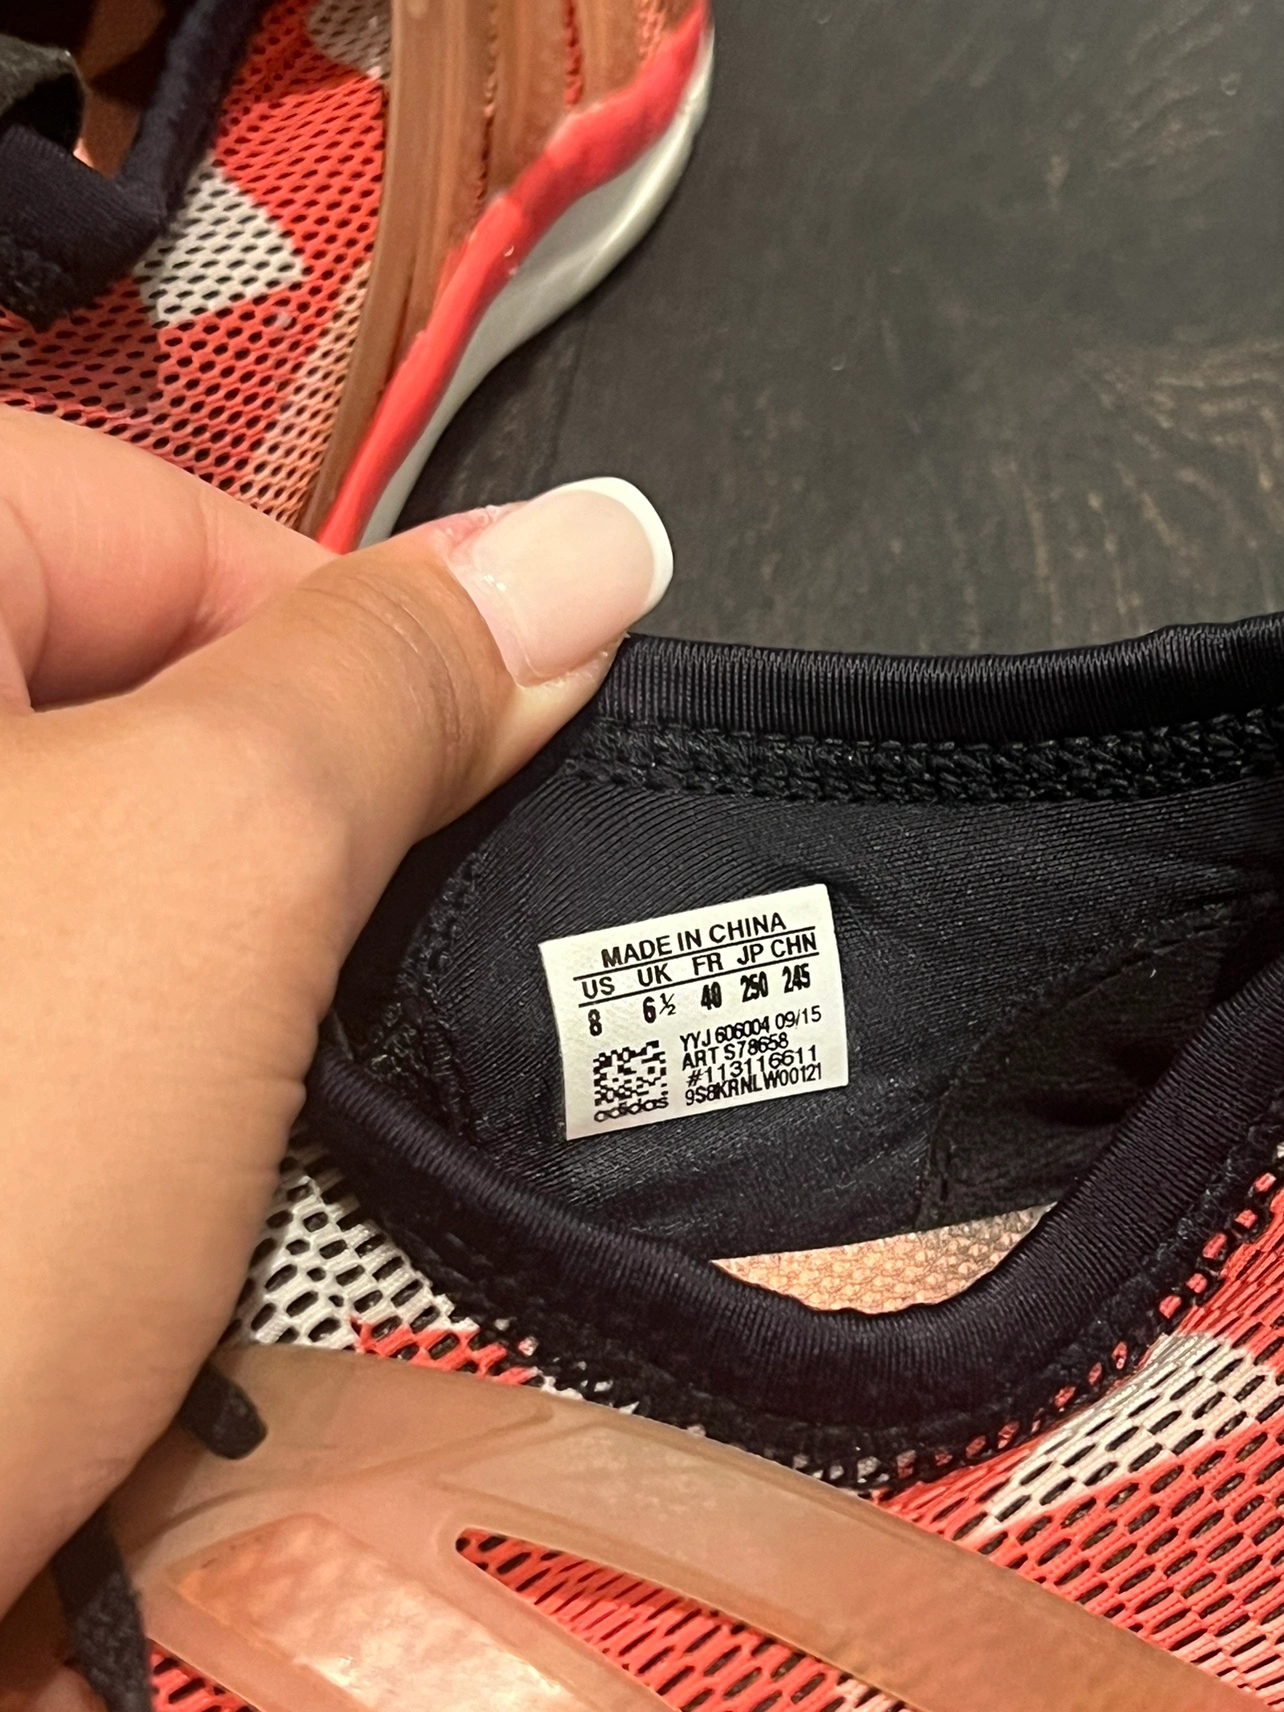 MADE IN CHINA
US UK FR JP CHN
8 6½ 40 250 245
YYJ 606004 09/15
ART S78658
#113116611
9S8KRNLW00121
adidas